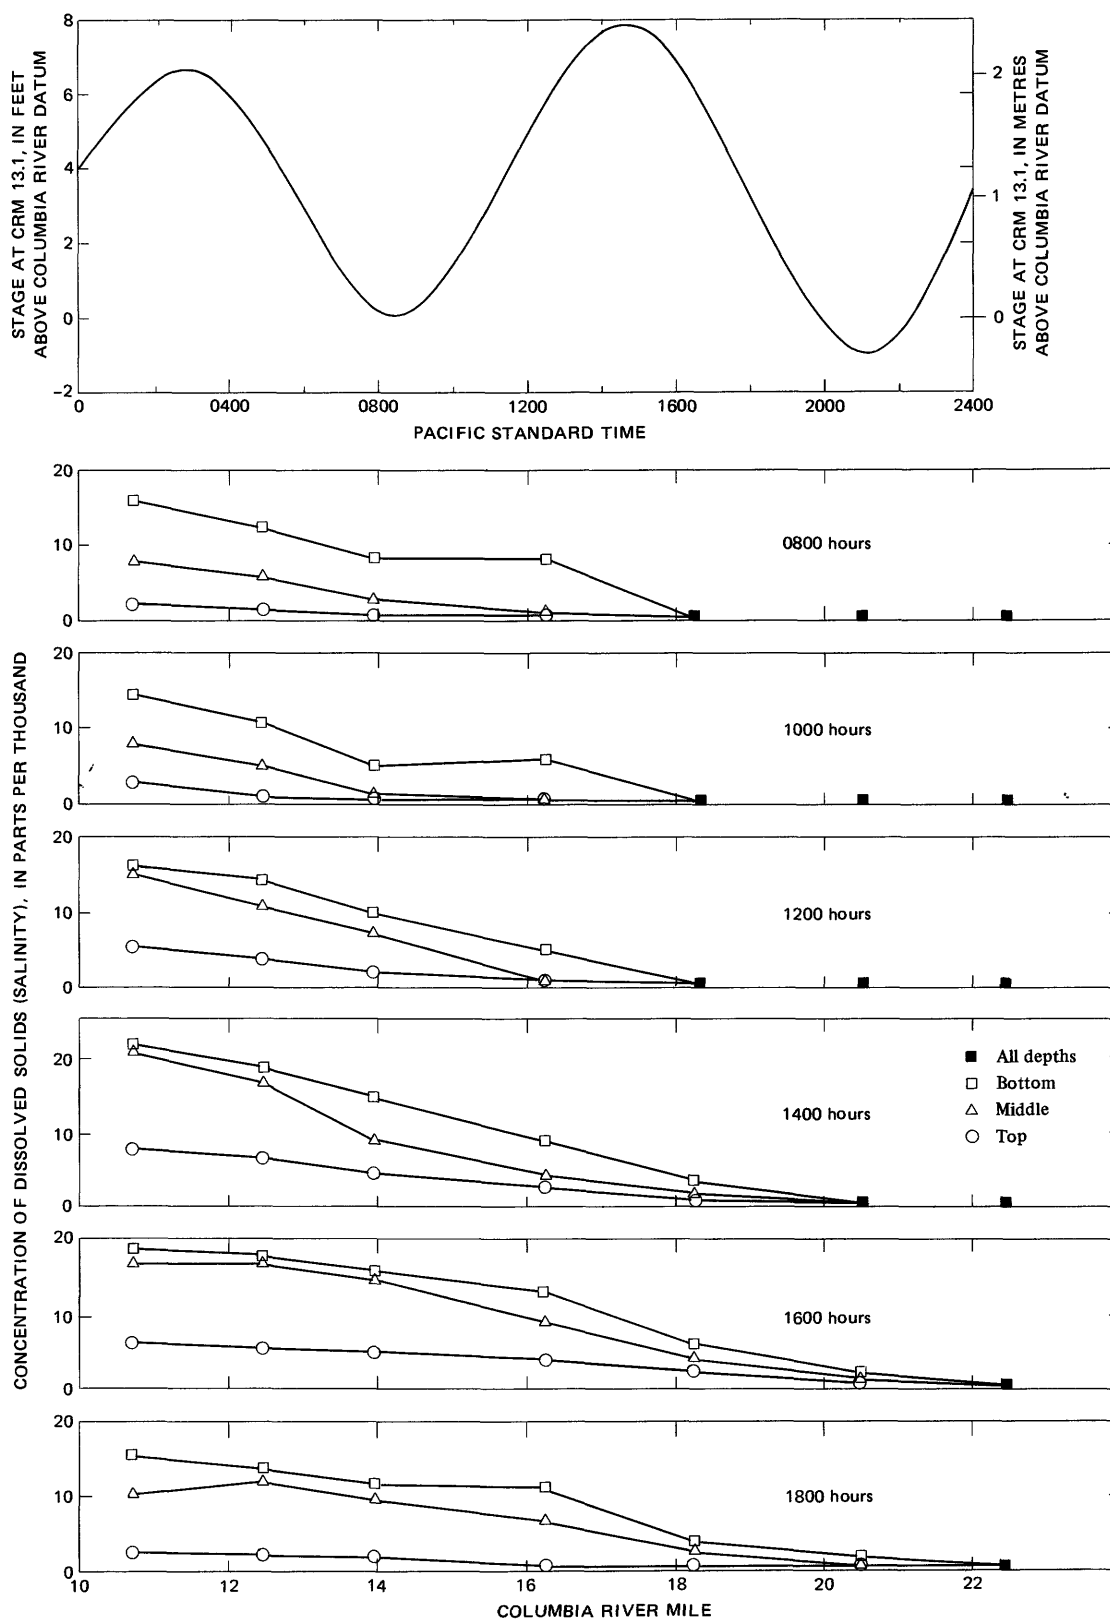 STAGE AT CRM 13.1, IN FEET
ABOVE COLUMBIA RIVER DATUM
8
6
4
2
0
−2
2
1
0
STAGE AT CRM 13.1, IN METRES
ABOVE COLUMBIA RIVER DATUM
0 0400 0800 1200 1600 2000 2400
PACIFIC STANDARD TIME
CONCENTRATION OF DISSOLVED SOLIDS (SALINITY), IN PARTS PER THOUSAND
20
10
0
0800 hours
20
10
0
1000 hours
20
10
0
1200 hours
20
10
0
1400 hours
All depths
Bottom
Middle
Top
20
10
0
1600 hours
20
10
0
1800 hours
10 12 14 16 18 20 22
COLUMBIA RIVER MILE